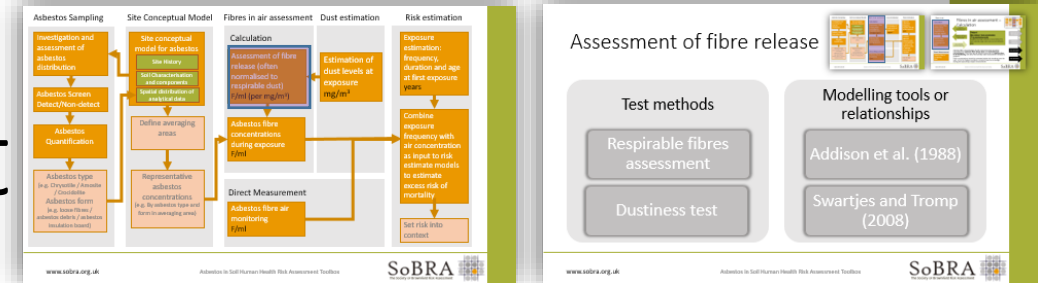 Asbestos Sampling
Site Conceptual Model
Fibres in air assessment
Dust estimation
Risk estimation
Investigation and
assessment of
asbestos
distribution
Asbestos Screen
Detect/Non-detect
Asbestos
Quantification
Asbestos type
(e.g. Chrysotile / Amosite
/ Crocidolite
Asbestos form
(e.g. loose fibres /
asbestos debris / asbestos
insulation board)
Site conceptual
model for asbestos
Site History
Soil Characterisation
and components
Spatial distribution of
analytical data
Define averaging
areas
Representative
asbestos
concentrations
(e.g. By asbestos type and
form in averaging area)
Calculation
Assessment of fibre
release (often
normalised to
respirable dust)
F/ml (per mg/m³)
Asbestos fibre
concentrations
during exposure
F/ml
Direct Measurement
Asbestos fibre air
monitoring
F/ml
Estimation of
dust levels at
exposure
mg/m³
Exposure
estimation:
frequency,
duration and age
at first exposure
years
Combine
exposure
frequency with
air concentration
as input to risk
estimate models
to estimate
excess risk of
mortality
Set risk into
context
www.sobra.org.uk
Asbestos in Soil Human Health Risk Assessment Toolbox
SoBRA
Assessment of fibre release
Test methods
Respirable fibres
assessment
Dustiness test
Modelling tools or
relationships
Addison et al. (1988)
Swartjes and Tromp
(2008)
www.sobra.org.uk
Asbestos in Soil Human Health Risk Assessment Toolbox
SoBRA